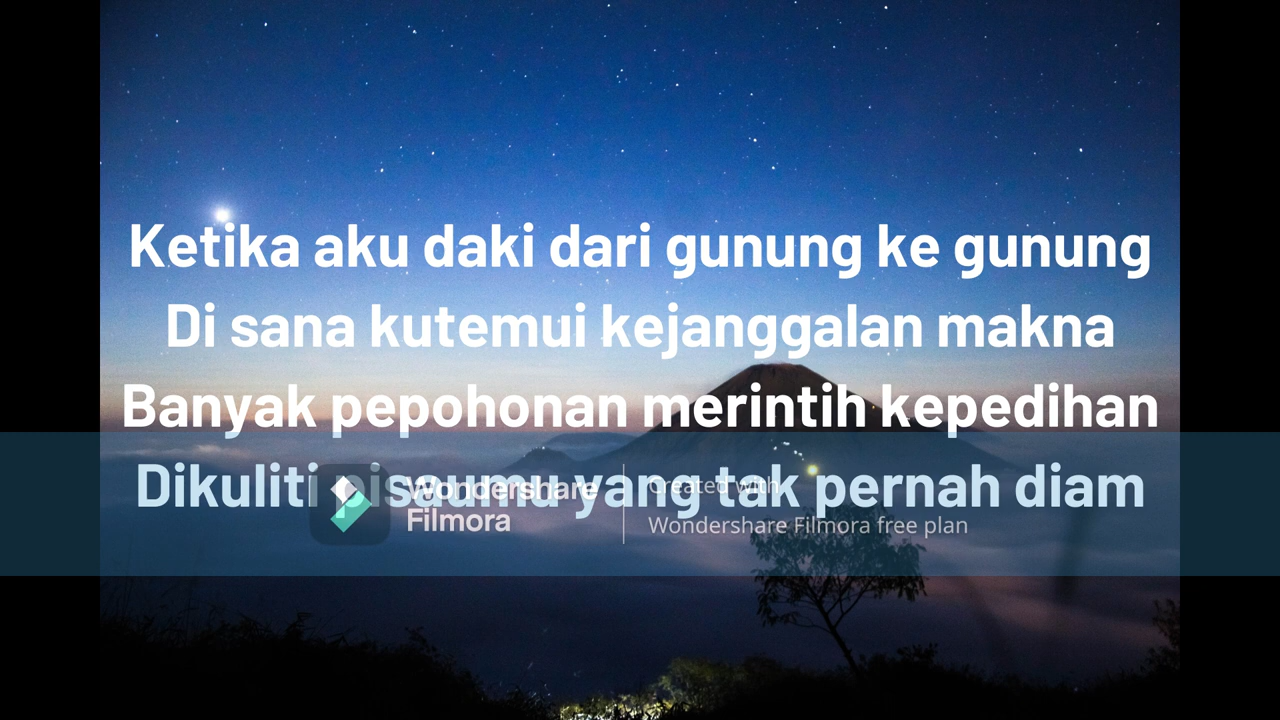 Ketika aku daki dari gunung ke gunung
Di sana kutemui kejanggalan makna
Banyak pepohonan merintih kepedihan
Dikuliti pisaumu yang tak pernah diam
Wondershare
Filmora
Created with
Wondershare Filmora free plan